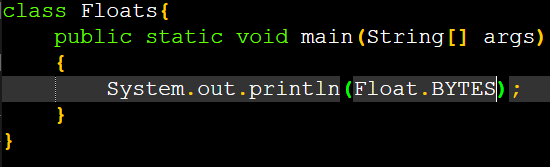 class Floats{
    public static void main(String[] args)
    {
        System.out.println(Float.BYTES);
    }
}